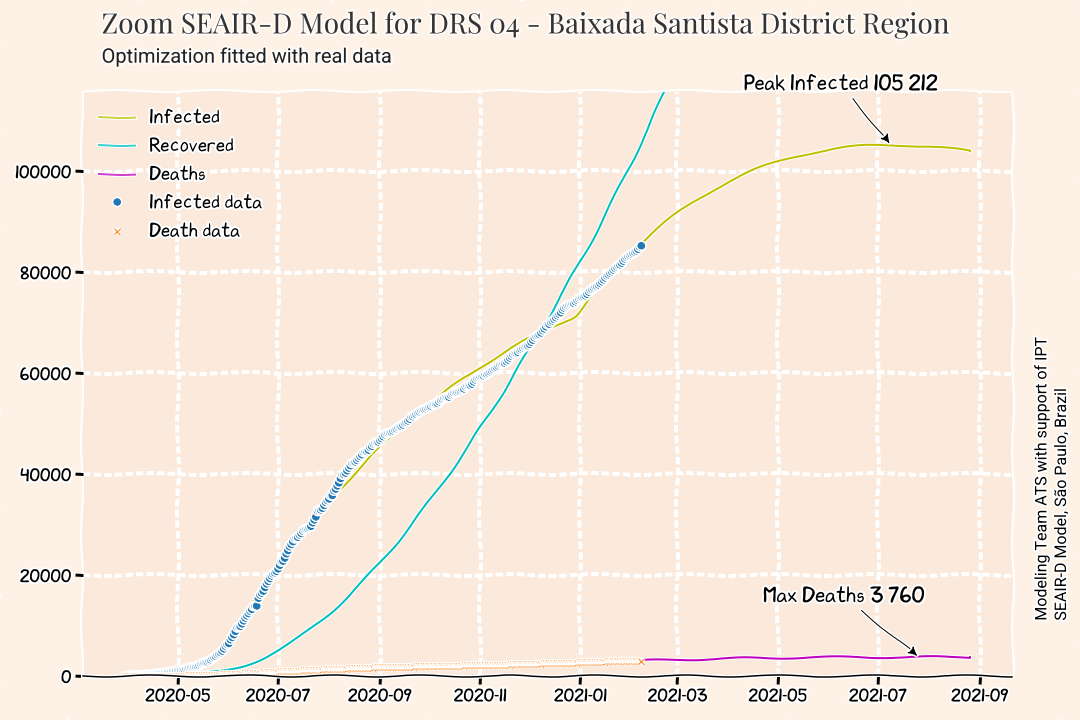 Zoom SEAIR-D Model for DRS 04 - Baixada Santista District Region
Optimization fitted with real data
Peak Infected 105 212
Infected
Recovered
Deaths
Infected data
Death data
100000
80000
60000
40000
20000
0
Max Deaths 3 760
2020-05
2020-07
2020-09
2020-11
2021-01
2021-03
2021-05
2021-07
2021-09
Modeling Team ATS with support of IPT
SEAIR-D Model, São Paulo, Brazil